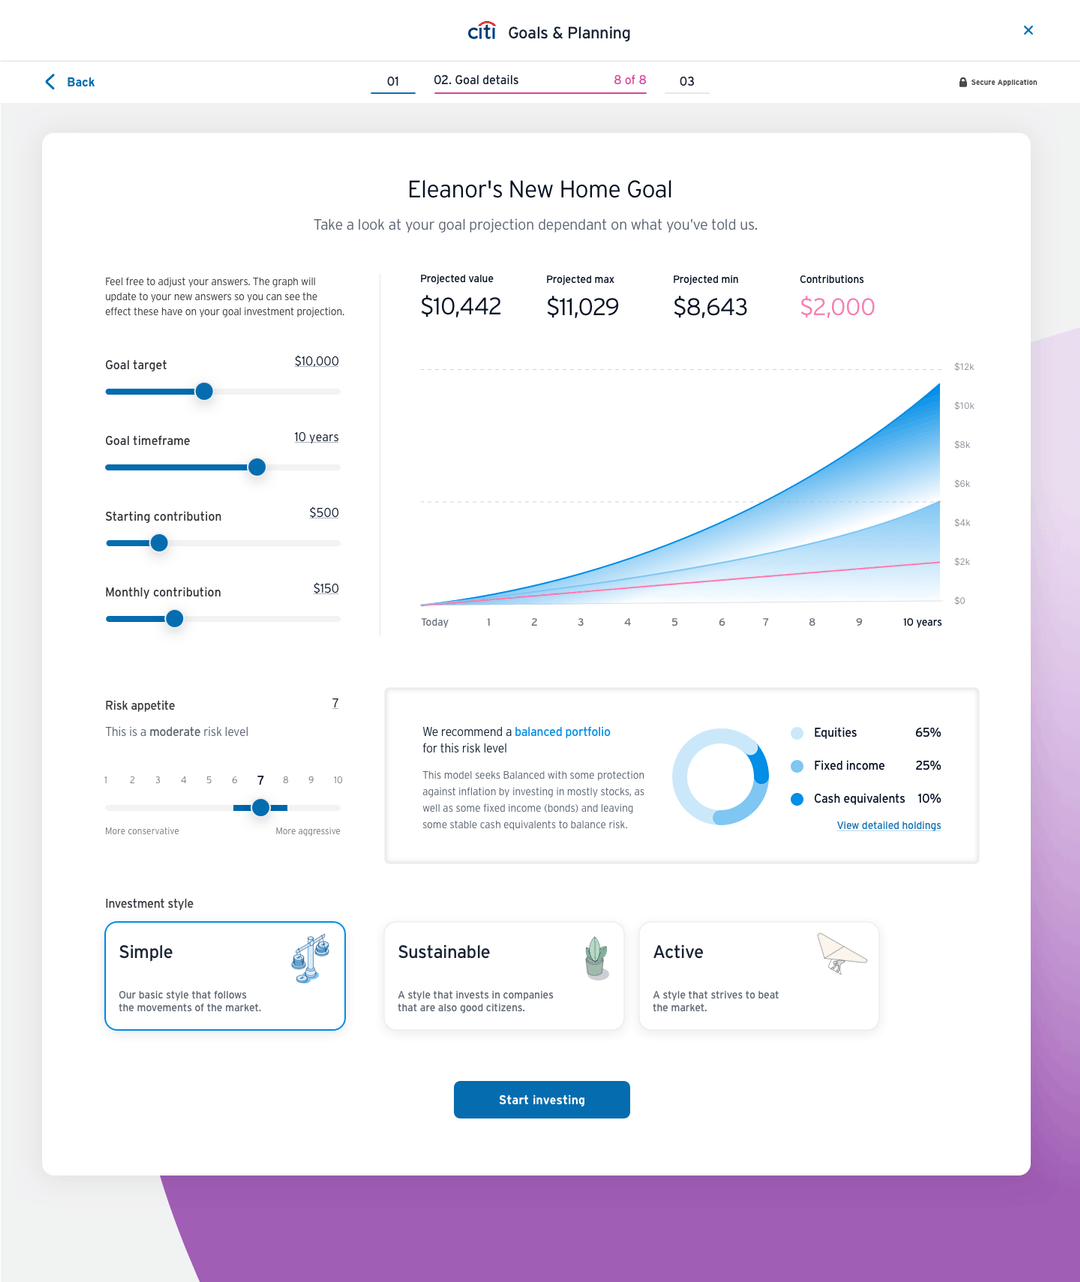 citi Goals & Planning
Back
01
02. Goal details 8 of 8
03
Secure Application
Eleanor's New Home Goal
Take a look at your goal projection dependant on what you've told us.
Feel free to adjust your answers. The graph will
update to your new answers so you can see the
effect these have on your goal investment projection.
Goal target $10,000
Goal timeframe 10 years
Starting contribution $500
Monthly contribution $150
Projected value
$10,442
Projected max
$11,029
Projected min
$8,643
Contributions
$2,000
$12k
$10k
$8k
$6k
$4k
$2k
$0
Today 1 2 3 4 5 6 7 8 9 10 years
Risk appetite 7
This is a moderate risk level
1 2 3 4 5 6 7 8 9 10
More conservative More aggressive
We recommend a balanced portfolio
for this risk level
This model seeks Balanced with some protection
against inflation by investing in mostly stocks, as
well as some fixed income (bonds) and leaving
some stable cash equivalents to balance risk.
Equities 65%
Fixed income 25%
Cash equivalents 10%
View detailed holdings
Investment style
Simple
Our basic style that follows
the movements of the market.
Sustainable
A style that invests in companies
that are also good citizens.
Active
A style that strives to beat
the market.
Start investing